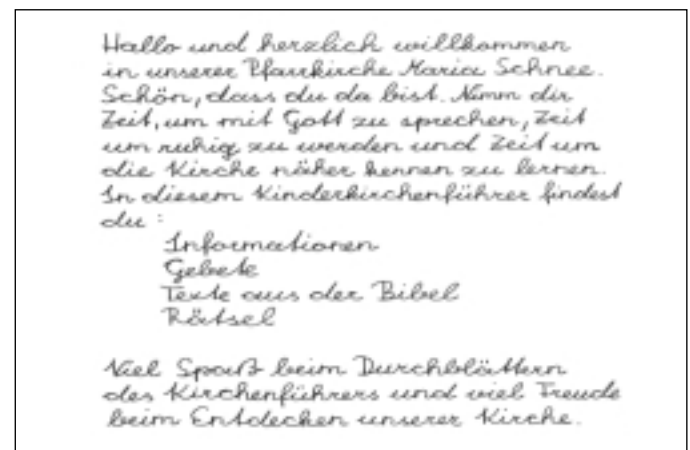 Hallo und herzlich willkommen
in unserer Pfarrkirche Maria Schnee.
Schön, dass du da bist. Nimm dir
Zeit, um mit Gott zu sprechen, Zeit
um ruhig zu werden und Zeit um
die Kirche näher kennen zu lernen.
In diesem Kinderkirchenführer findest
du :
Informationen
Gebete
Texte aus der Bibel
Rätsel
Viel Spaß beim Durchblättern
des Kirchenführers und viel Freude
beim Entdecken unserer Kirche.